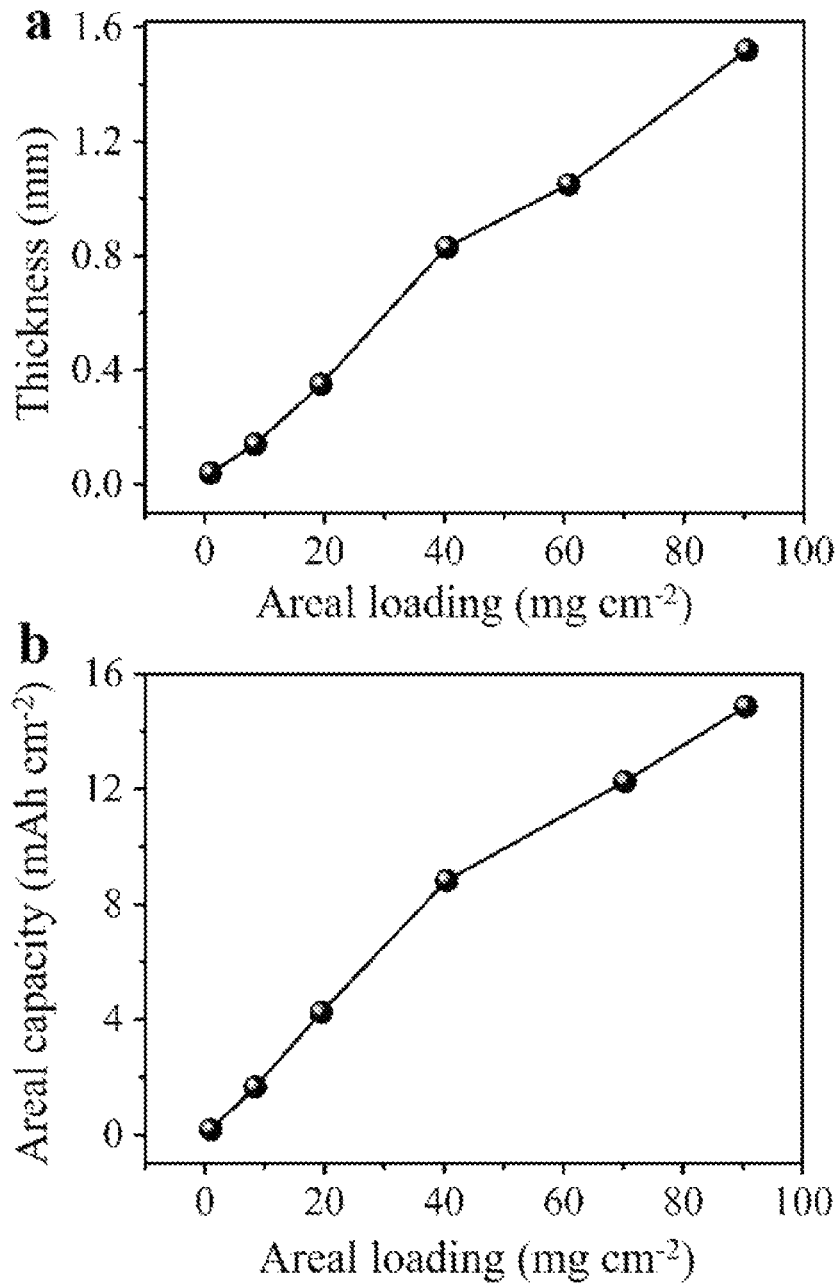 a
Thickness (mm)
1.6
1.2
0.8
0.4
0.0
0 20 40 60 80 100
Areal loading (mg cm-2)
b
Areal capacity (mAh cm-2)
16
12
8
4
0
0 20 40 60 80 100
Areal loading (mg cm-2)